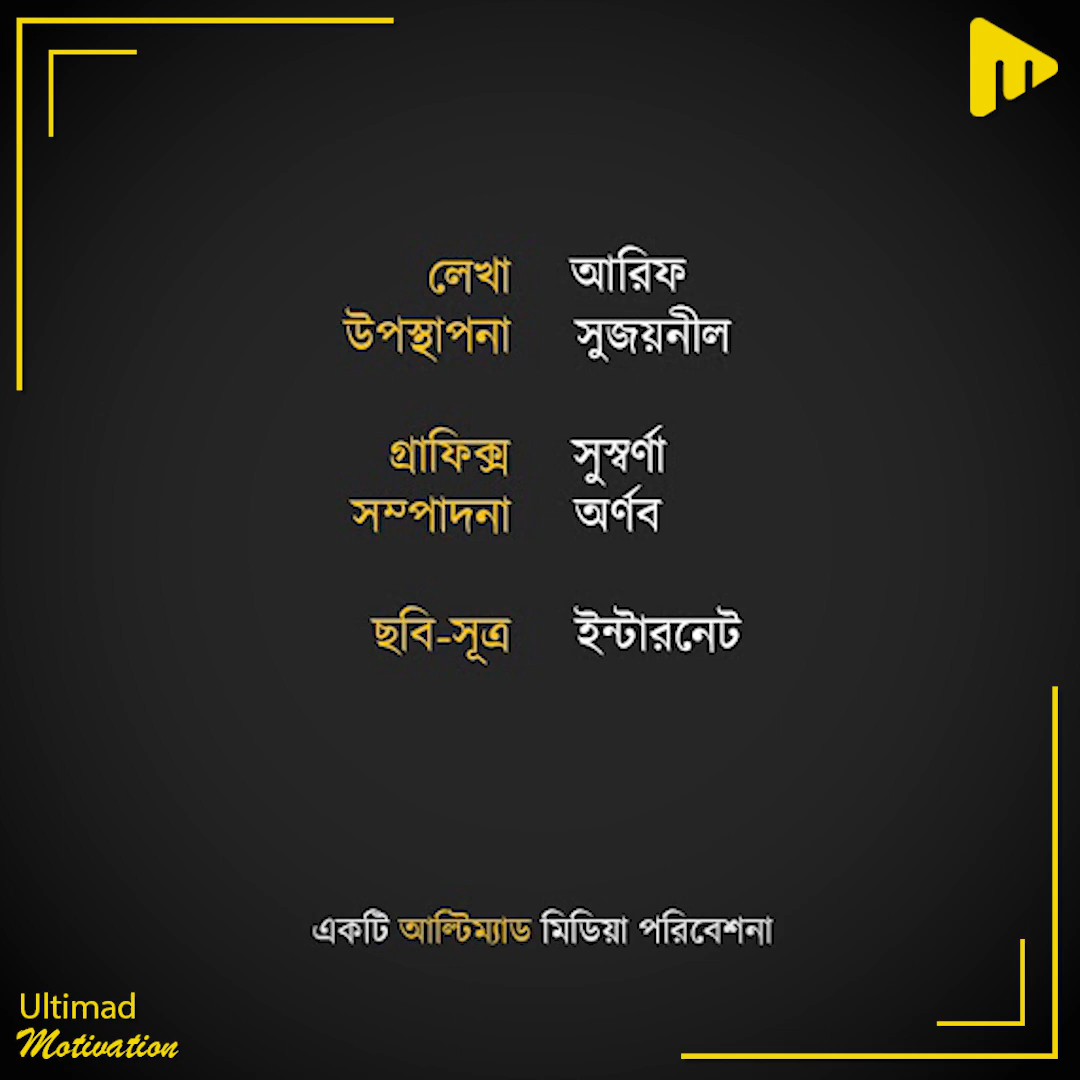 লেখা আরিফ
উপস্থাপনা সুজয়নীল
গ্রাফিক্স সুস্বর্ণা
সম্পাদনা অর্ণব
ছবি-সূত্র ইন্টারনেট
একটি আল্টিম্যাড মিডিয়া পরিবেশনা
Ultimad
Motivation